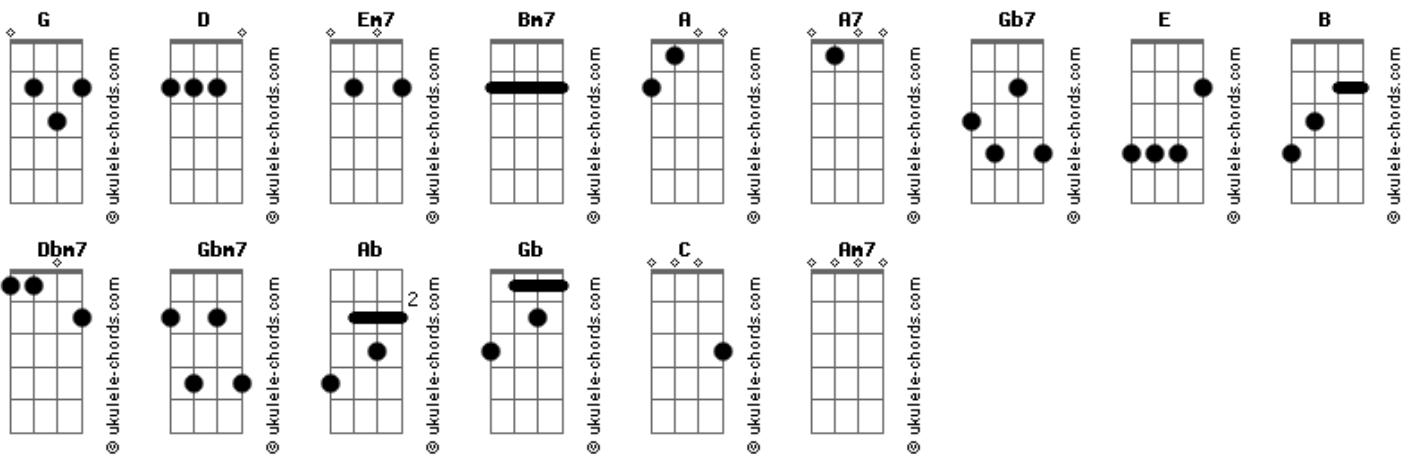 G D Em7 Bm7 A A7 Gb7 E B
© ukulele-chords.com © ukulele-chords.com © ukulele-chords.com © ukulele-chords.com © ukulele-chords.com © ukulele-chords.com © ukulele-chords.com © ukulele-chords.com © ukulele-chords.com
Dbm7 Gbm7 Ab Gb C Am7
2
© ukulele-chords.com © ukulele-chords.com © ukulele-chords.com © ukulele-chords.com © ukulele-chords.com © ukulele-chords.com